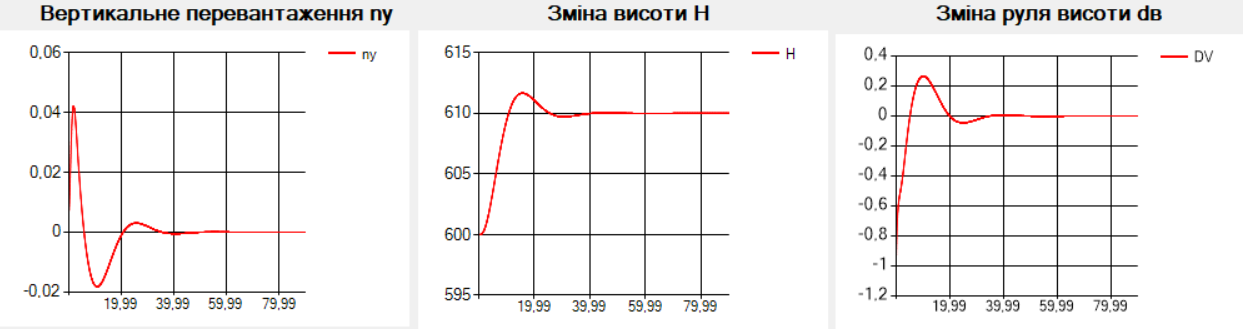 Вертикальне перевантаження ny
0,06
0,04
0,02
0
-0,02
19,99 39,99 59,99 79,99
ny
Зміна висоти H
615
610
605
600
595
19,99 39,99 59,99 79,99
H
Зміна руля висоти dв
0,4
0,2
0
-0,2
-0,4
-0,6
-0,8
-1
-1,2
19,99 39,99 59,99 79,99
DV